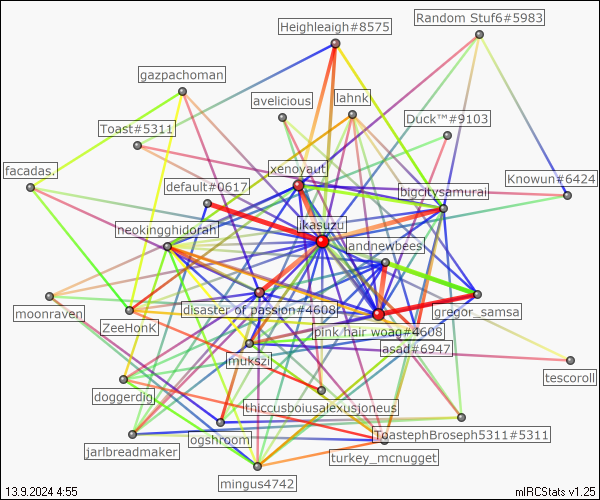 Random Stuf6#5983
Heighleaigh#8575
gazpachoman
lahnk
avelicious
Duck™#9103
Toast#5311
facadas.
xenoyaut
Knowun#6424
default#0617
bigcitysamurai
ikasuzu
neokingghidorah
landnewbees
moonraven
disaster of passion#4608
gregor_samsa
ZeeHonK
pink hair woag#4608
asad#6947
mukszi
tescoroll
doggerdig
thiccusboiusalexusjoneus
ToastephBroseph5311#5311
ogshroom
jarlbreadmaker
turkey_mcnugget
mingus4742
13.9.2024 4:55
mIRCStats v1.25